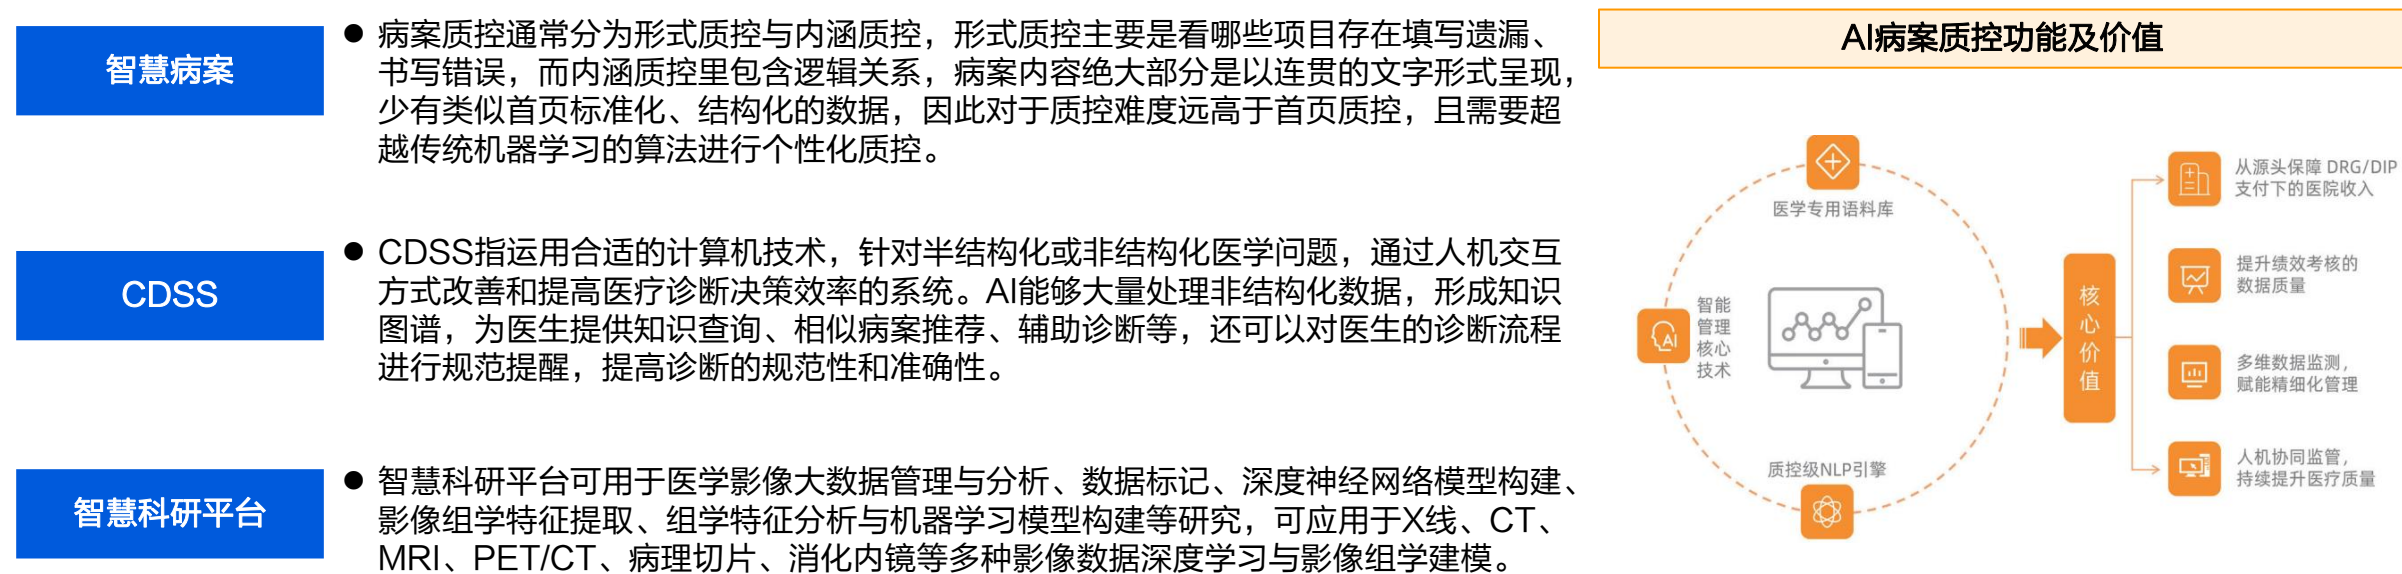 智慧病案
● 病案质控通常分为形式质控与内涵质控，形式质控主要是看哪些项目存在填写遗漏、
书写错误，而内涵质控里包含逻辑关系，病案内容绝大部分是以连贯的文字形式呈现，
少有类似首页标准化、结构化的数据，因此对于质控难度远高于首页质控，且需要超
越传统机器学习的算法进行个性化质控。
CDSS
● CDSS指运用合适的计算机技术，针对半结构化或非结构化医学问题，通过人机交互
方式改善和提高医疗诊断决策效率的系统。AI能够大量处理非结构化数据，形成知识
图谱，为医生提供知识查询、相似病案推荐、辅助诊断等，还可以对医生的诊断流程
进行规范提醒，提高诊断的规范性和准确性。
智慧科研平台
● 智慧科研平台可用于医学影像大数据管理与分析、数据标记、深度神经网络模型构建、
影像组学特征提取、组学特征分析与机器学习模型构建等研究，可应用于X线、CT、
MRI、PET/CT、病理切片、消化内镜等多种影像数据深度学习与影像组学建模。
AI病案质控功能及价值
医学专用语料库
AI
智能
管理
核心
技术
质控级NLP引擎
核
心
价
值
从源头保障 DRG/DIP
支付下的医院收入
提升绩效考核的
数据质量
多维数据监测，
赋能精细化管理
人机协同监管，
持续提升医疗质量